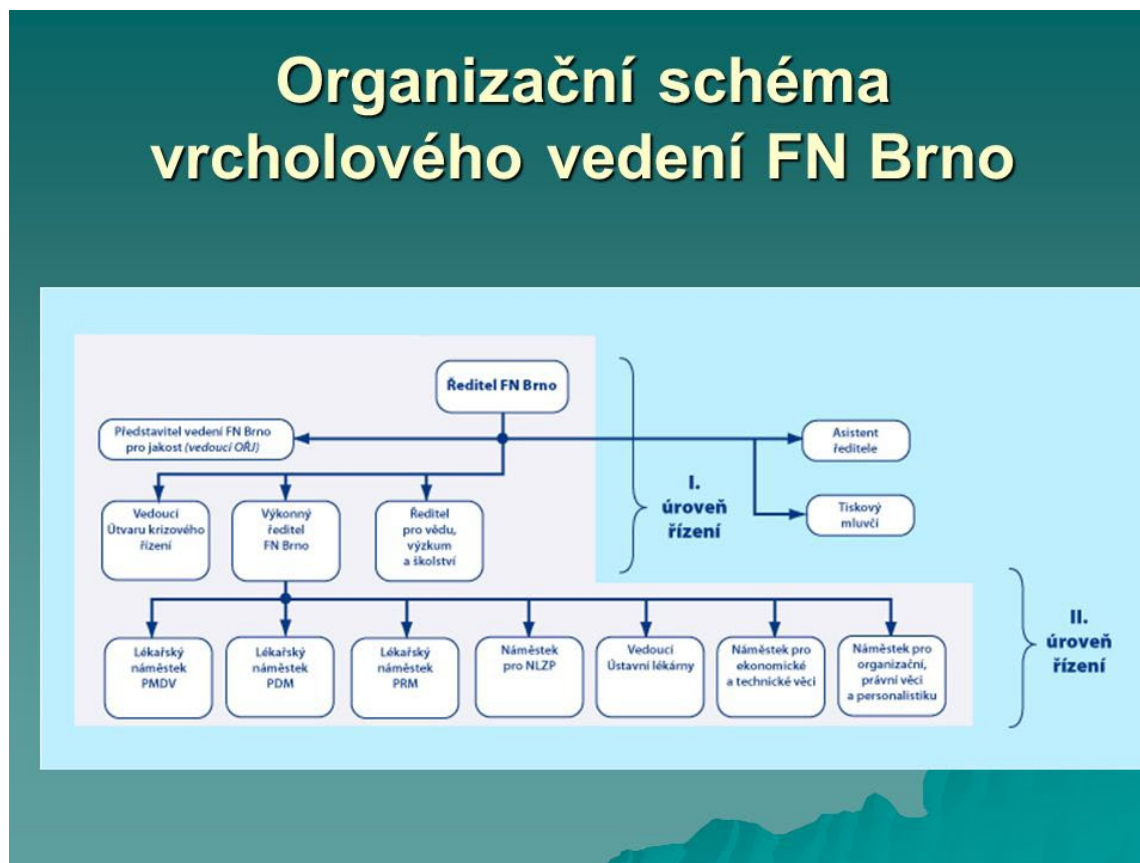 Organizační schéma
vrcholového vedení FN Brno
Ředitel FN Brno
Představitel vedení FN Brno
pro jakost (vedoucí OŘJ)
Asistent
ředitele
I.
úroveň
řízení
Vedoucí
Útvaru krizového
řízení
Výkonný
ředitel
FN Brno
Ředitel
pro vědu,
výzkum
a školství
Tiskový
mluvčí
II.
úroveň
řízení
Lékařský
náměstek
PMDV
Lékařský
náměstek
PDM
Lékařský
náměstek
PRM
Náměstek
pro NLZP
Vedoucí
Ústavní lékárny
Náměstek pro
ekonomické
a technické věci
Náměstek pro
organizační,
právní věci
a personalistiku